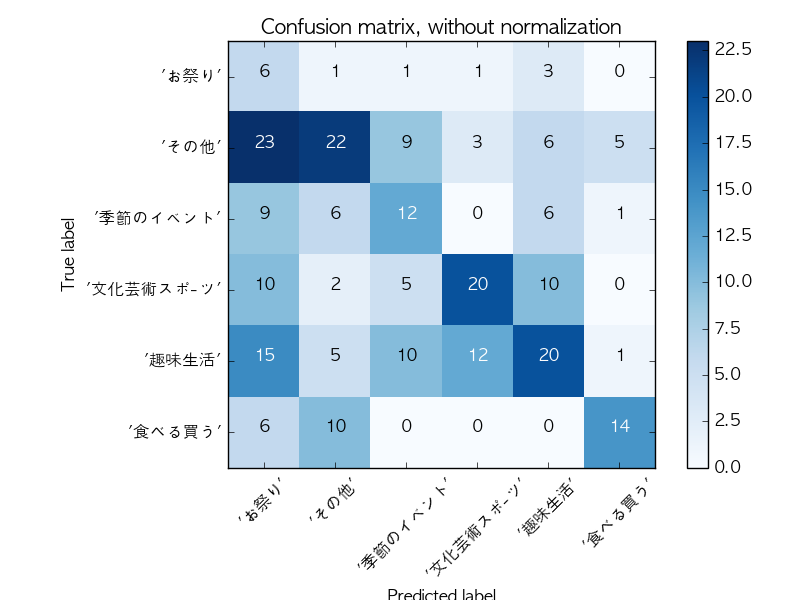 Confusion matrix, without normalization
'お祭り' 6 1 1 1 3 0
'その他' 23 22 9 3 6 5
'季節のイベント' 9 6 12 0 6 1
'文化芸術スポーツ' 10 2 5 20 10 0
'趣味生活' 15 5 10 12 20 1
'食べる買う' 6 10 0 0 0 14
True label
'お祭り' 'その他' '季節のイベント' '文化芸術スポーツ' '趣味生活' '食べる買う'
Predicted label
22.5
20.0
17.5
15.0
12.5
10.0
7.5
5.0
2.5
0.0